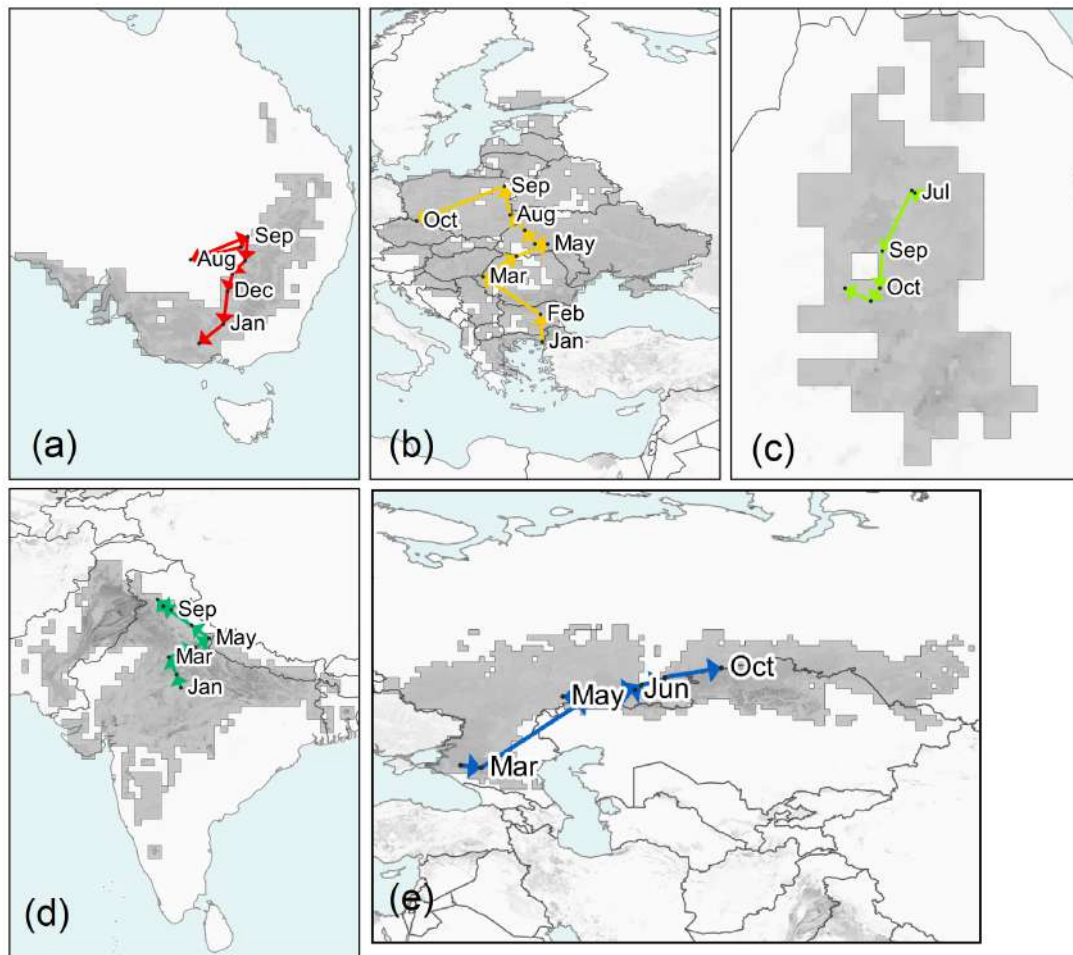 Sep
Aug
Dec
Jan
(a)
Sep
Oct
Aug
May
Mar
Feb
Jan
(b)
Jul
Sep
Oct
(c)
Sep
May
Mar
Jan
(d)
Oct
May
Jun
Mar
(e)